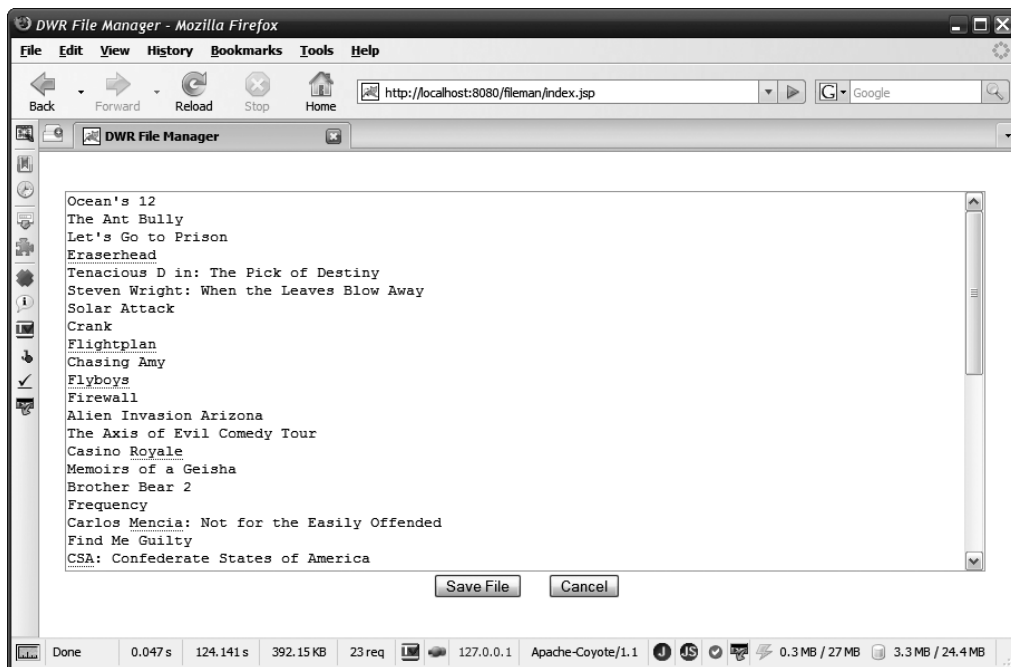 DWR File Manager - Mozilla Firefox
File Edit View History Bookmarks Tools Help
Back Forward Reload Stop Home http://localhost:8080/fileman/index.jsp G Google
DWR File Manager
Ocean's 12
The Ant Bully
Let's Go to Prison
Eraserhead
Tenacious D in: The Pick of Destiny
Steven Wright: When the Leaves Blow Away
Solar Attack
Crank
Flightplan
Chasing Amy
Flyboys
Firewall
Alien Invasion Arizona
The Axis of Evil Comedy Tour
Casino Royale
Memoirs of a Geisha
Brother Bear 2
Frequency
Carlos Mencia: Not for the Easily Offended
Find Me Guilty
CSA: Confederate States of America
Save File Cancel
Done 0.047 s 124.141 s 392.15 KB 23 req 127.0.0.1 Apache-Coyote/1.1 J JS 0.3 MB / 27 MB 3.3 MB / 24.4 MB